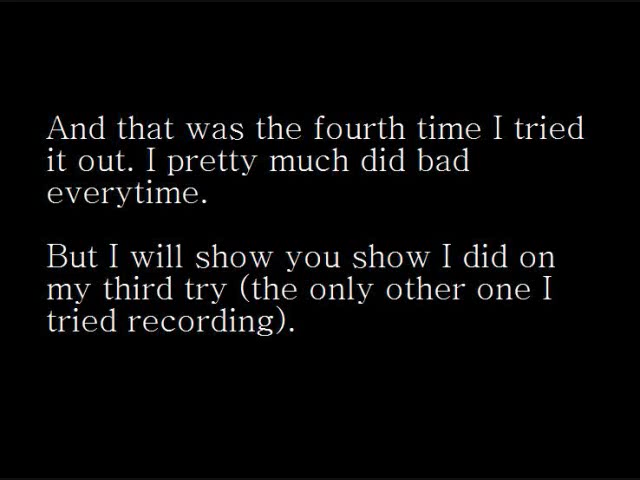 And that was the fourth time I tried
it out. I pretty much did bad
everytime.
But I will show you show I did on
my third try (the only other one I
tried recording).